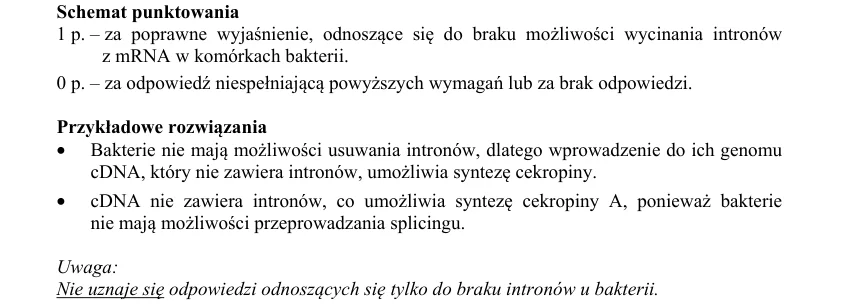 Schemat punktowania
1 p. – za poprawne wyjaśnienie, odnoszące się do braku możliwości wycinania intronów
z mRNA w komórkach bakterii.
0 p. – za odpowiedź niespełniającą powyższych wymagań lub za brak odpowiedzi.
Przykładowe rozwiązania
• Bakterie nie mają możliwości usuwania intronów, dlatego wprowadzenie do ich genomu
cDNA, który nie zawiera intronów, umożliwia syntezę cekropiny.
• cDNA nie zawiera intronów, co umożliwia syntezę cekropiny A, ponieważ bakterie
nie mają możliwości przeprowadzania splicingu.
Uwaga:
Nie uznaje się odpowiedzi odnoszących się tylko do braku intronów u bakterii.